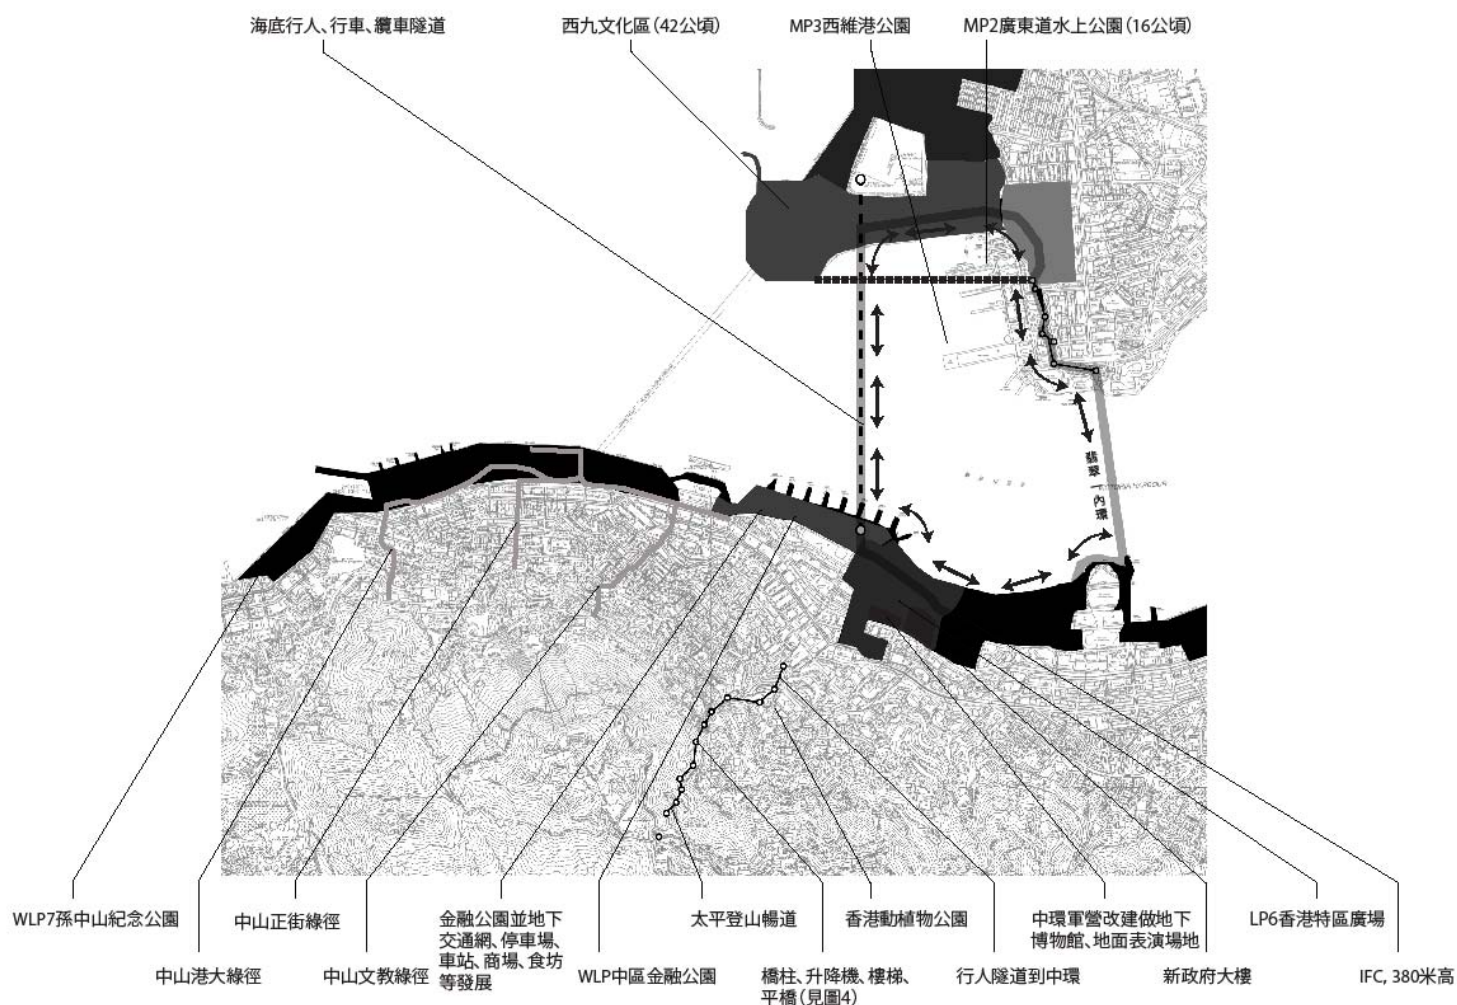 海底行人、行車、纜車隧道
西九文化區(42公頃)
MP3西維港公園
MP2廣東道水上公園(16公頃)
翡翠一內環
WLP7孫中山紀念公園
中山正街綠徑
金融公園並地下
交通網、停車場、
車站、商場、食坊
等發展
太平登山暢道
香港動植物公園
中環軍營改建做地下
博物館、地面表演場地
LP6香港特區廣場
中山港大綠徑
中山文教綠徑
WLP中區金融公園
橋柱、升降機、樓梯、
平橋(見圖4)
行人隧道到中環
新政府大樓
IFC, 380米高